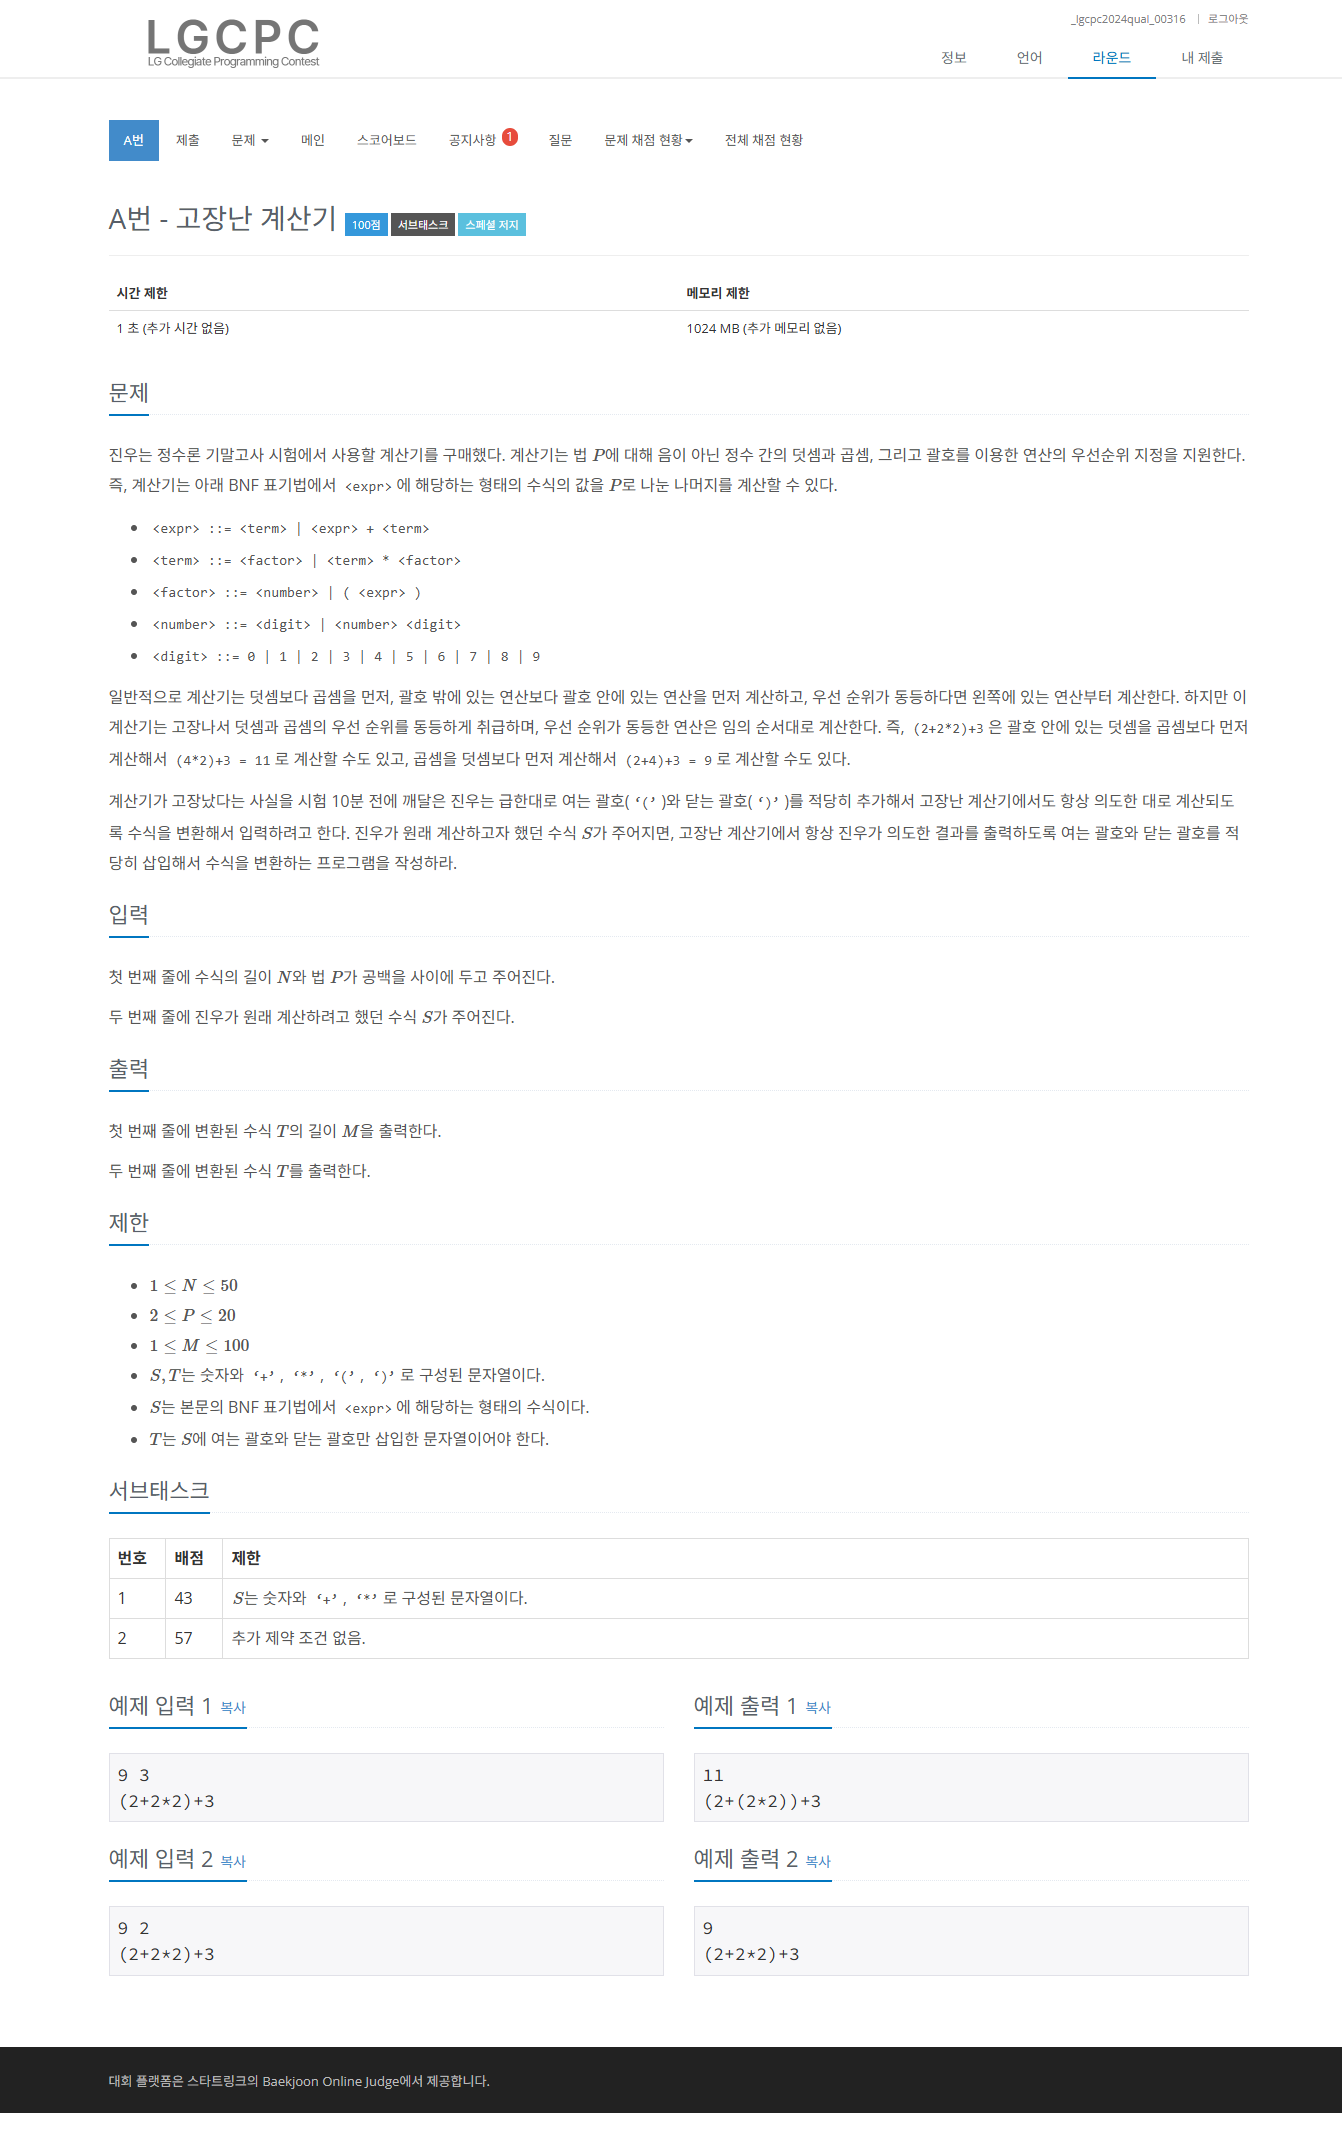 LGCPC
LG Collegiate Programming Contest
_lgcpc2024qual_00316 | 로그아웃
정보 언어 라운드 내 제출
A번 제출 문제 메인 스코어보드 공지사항 1 질문 문제 채점 현황 전체 채점 현황
A번 - 고장난 계산기 100점 서브태스크 스페셜 저지
시간 제한 메모리 제한
1 초 (추가 시간 없음) 1024 MB (추가 메모리 없음)
문제
진우는 정수론 기말고사 시험에서 사용할 계산기를 구매했다. 계산기는 법 P에 대해 음이 아닌 정수 간의 덧셈과 곱셈, 그리고 괄호를 이용한 연산의 우선순위 지정을 지원한다.
즉, 계산기는 아래 BNF 표기법에서 <expr> 에 해당하는 형태의 수식의 값을 P로 나눈 나머지를 계산할 수 있다.
• <expr> ::= <term> | <expr> + <term>
• <term> ::= <factor> | <term> * <factor>
• <factor> ::= <number> | ( <expr> )
• <number> ::= <digit> | <number> <digit>
• <digit> ::= 0 | 1 | 2 | 3 | 4 | 5 | 6 | 7 | 8 | 9
일반적으로 계산기는 덧셈보다 곱셈을 먼저, 괄호 밖에 있는 연산보다 괄호 안에 있는 연산을 먼저 계산하고, 우선 순위가 동등하다면 왼쪽에 있는 연산부터 계산한다. 하지만 이
계산기는 고장나서 덧셈과 곱셈의 우선 순위를 동등하게 취급하며, 우선 순위가 동등한 연산은 임의 순서대로 계산한다. 즉, (2+2*2)+3 은 괄호 안에 있는 덧셈을 곱셈보다 먼저
계산해서 (4*2)+3 = 11 로 계산할 수도 있고, 곱셈을 덧셈보다 먼저 계산해서 (2+4)+3 = 9 로 계산할 수도 있다.
계산기가 고장났다는 사실을 시험 10분 전에 깨달은 진우는 급한대로 여는 괄호( ‘(’ )와 닫는 괄호( ‘)’ )를 적당히 추가해서 고장난 계산기에서도 항상 의도한 대로 계산되도
록 수식을 변환해서 입력하려고 한다. 진우가 원래 계산하고자 했던 수식 S가 주어지면, 고장난 계산기에서 항상 진우가 의도한 결과를 출력하도록 여는 괄호와 닫는 괄호를 적
당히 삽입해서 수식을 변환하는 프로그램을 작성하라.
입력
첫 번째 줄에 수식의 길이 N와 법 P가 공백을 사이에 두고 주어진다.
두 번째 줄에 진우가 원래 계산하려고 했던 수식 S가 주어진다.
출력
첫 번째 줄에 변환된 수식 T의 길이 M을 출력한다.
두 번째 줄에 변환된 수식 T를 출력한다.
제한
• 1 ≤ N ≤ 50
• 2 ≤ P ≤ 20
• 1 ≤ M ≤ 100
• S, T는 숫자와 ‘+’ , ‘*’ , ‘(’ , ‘)’ 로 구성된 문자열이다.
• S는 본문의 BNF 표기법에서 <expr> 에 해당하는 형태의 수식이다.
• T는 S에 여는 괄호와 닫는 괄호만 삽입한 문자열이어야 한다.
서브태스크
번호 배점 제한
1 43 S는 숫자와 ‘+’ , ‘*’ 로 구성된 문자열이다.
2 57 추가 제약 조건 없음.
예제 입력 1 복사
9 3
(2+2*2)+3
예제 출력 1 복사
11
(2+(2*2))+3
예제 입력 2 복사
9 2
(2+2*2)+3
예제 출력 2 복사
9
(2+2*2)+3
대회 플랫폼은 스타트링크의 Baekjoon Online Judge에서 제공합니다.